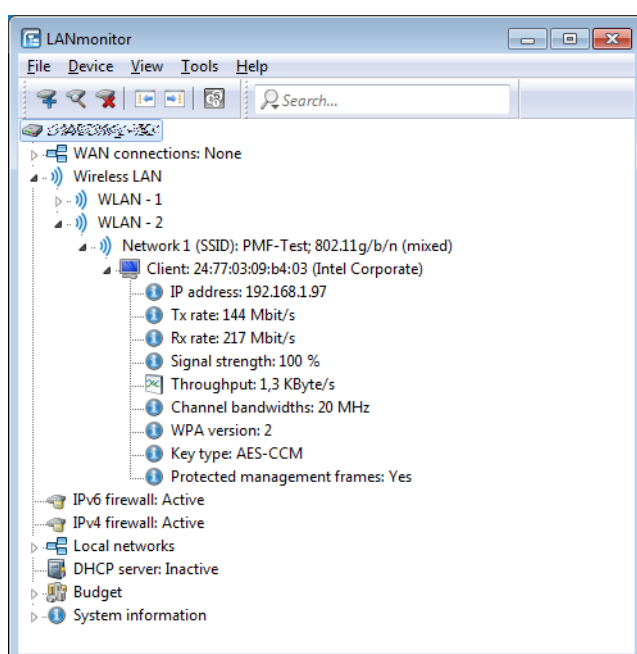 LANmonitor
File Device View Tools Help
Search...
WAN connections: None
Wireless LAN
WLAN - 1
WLAN - 2
Network 1 (SSID): PMF-Test; 802.11g/b/n (mixed)
Client: 24:77:03:09:b4:03 (Intel Corporate)
IP address: 192.168.1.97
Tx rate: 144 Mbit/s
Rx rate: 217 Mbit/s
Signal strength: 100 %
Throughput: 1,3 KByte/s
Channel bandwidths: 20 MHz
WPA version: 2
Key type: AES-CCM
Protected management frames: Yes
IPv6 firewall: Active
IPv4 firewall: Active
Local networks
DHCP server: Inactive
Budget
System information